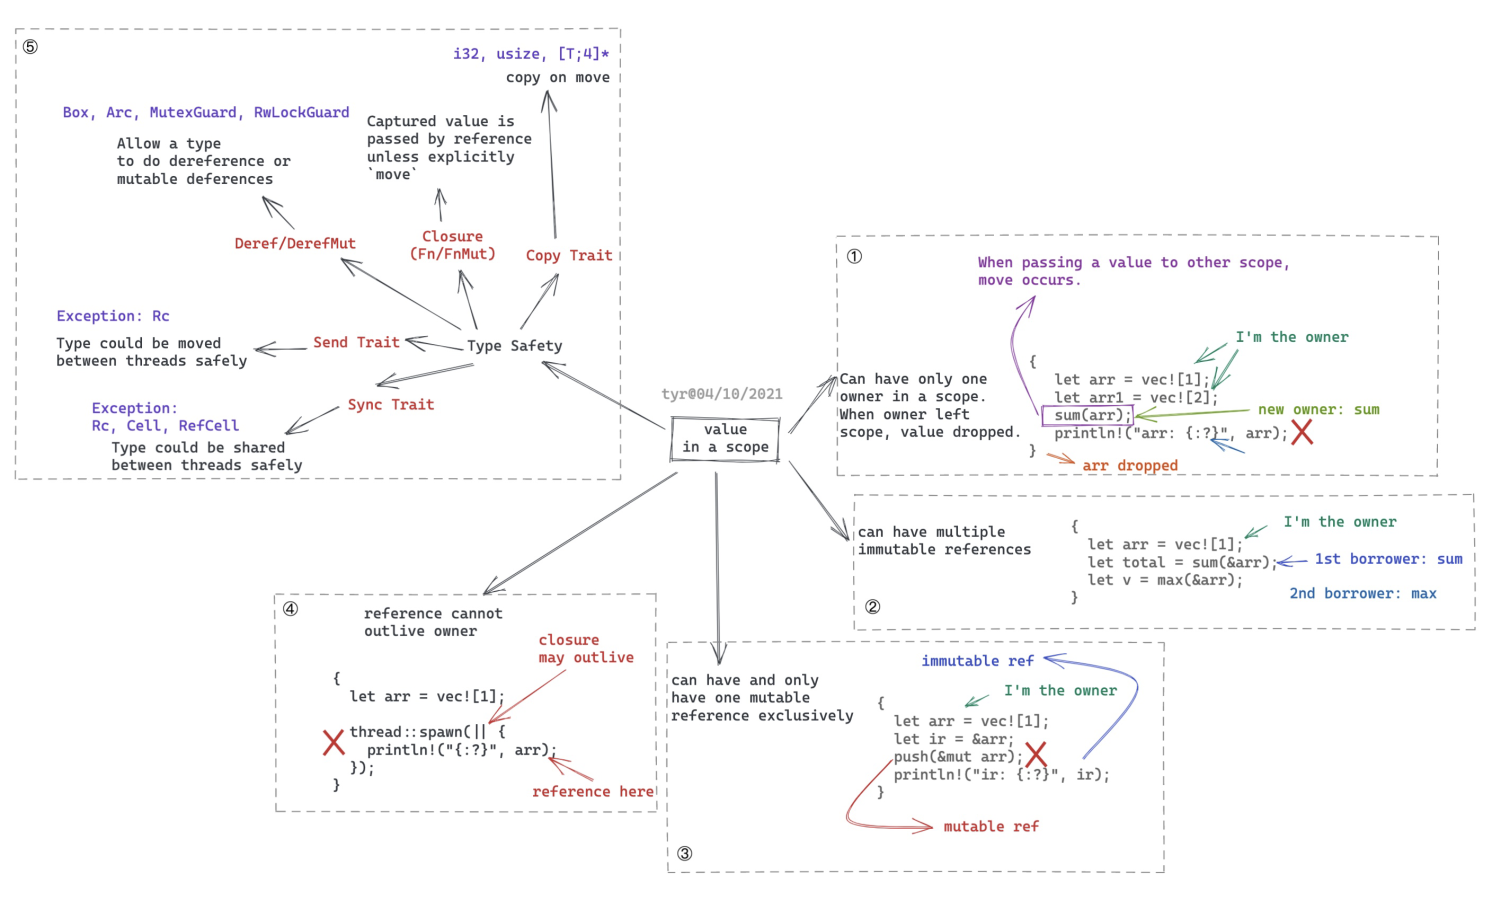 ⑤
i32, usize, [T;4]*
copy on move
Box, Arc, MutexGuard, RwLockGuard
Allow a type
to do dereference or
mutable deferences
Captured value is
passed by reference
unless explicitly
`move`
Deref/DerefMut
Closure
(Fn/FnMut)
Copy Trait
Exception: Rc
Type could be moved
between threads safely
Send Trait
Type Safety
Exception:
Rc, Cell, RefCell
Type could be shared
between threads safely
Sync Trait
tyr@04/10/2021
value
in a scope
①
When passing a value to other scope,
move occurs.
Can have only one
owner in a scope.
When owner left
scope, value dropped.
I'm the owner
{
let arr = vec![1];
let arr1 = vec![2];
sum(arr);
new owner: sum
println!("arr: {:?}", arr);
}
arr dropped
②
can have multiple
immutable references
{
I'm the owner
let arr = vec![1];
let total = sum(&arr);
1st borrower: sum
let v = max(&arr);
2nd borrower: max
}
④
reference cannot
outlive owner
closure
may outlive
{
let arr = vec![1];
thread::spawn(|| {
println!("{:?}", arr);
});
}
reference here
③
can have and only
have one mutable
reference exclusively
immutable ref
I'm the owner
{
let arr = vec![1];
let ir = &arr;
push(&mut arr);
println!("ir: {:?}", ir);
}
mutable ref